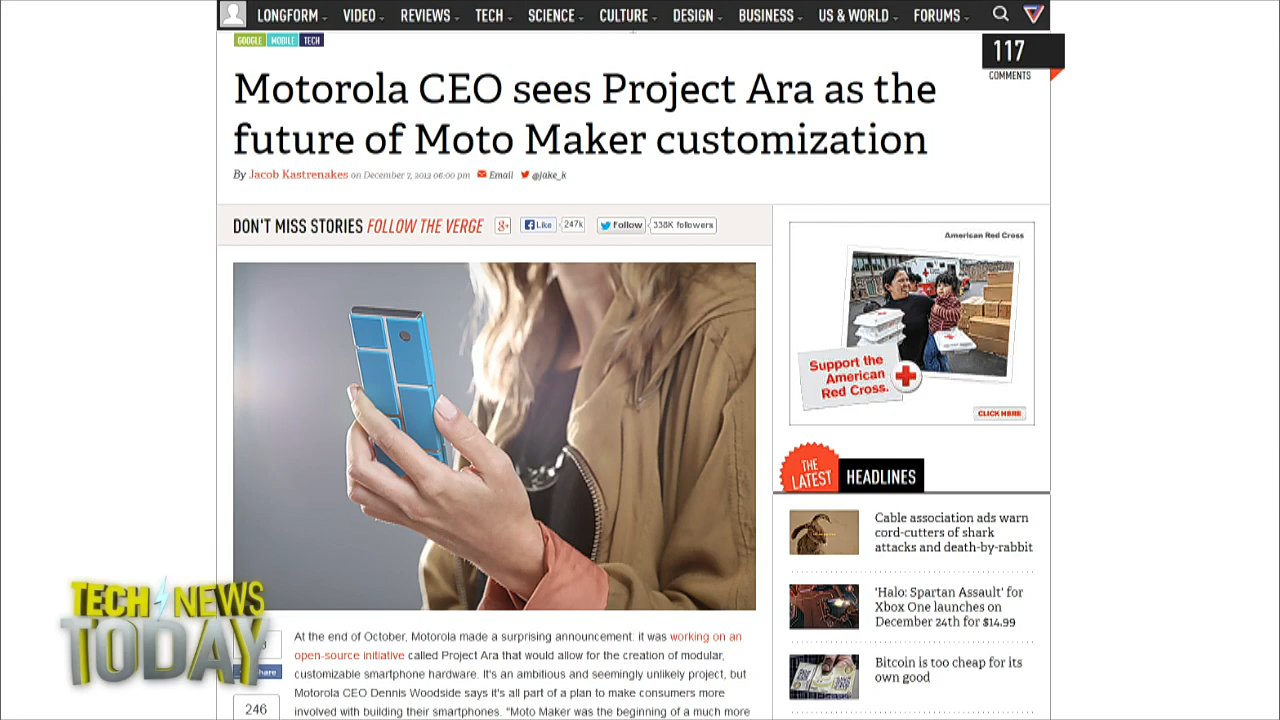 LONGFORM VIDEO REVIEWS TECH SCIENCE CULTURE DESIGN BUSINESS US & WORLD FORUMS
GOOGLE MOBILE TECH
117
COMMENTS
Motorola CEO sees Project Ara as the
future of Moto Maker customization
By Jacob Kastrenakes on December 7, 2013 06:00 pm Email @jake_k
DON'T MISS STORIES FOLLOW THE VERGE
Like 247k
Follow 338K followers
American Red Cross
Support the
American
Red Cross.
CLICK HERE
THE
LATEST
HEADLINES
Cable association ads warn
cord-cutters of shark
attacks and death-by-rabbit
'Halo: Spartan Assault' for
Xbox One launches on
December 24th for $14.99
Bitcoin is too cheap for its
own good
TECH NEWS
TODAY
Share
246
At the end of October, Motorola made a surprising announcement: it was working on an
open-source initiative called Project Ara that would allow for the creation of modular,
customizable smartphone hardware. It's an ambitious and seemingly unlikely project, but
Motorola CEO Dennis Woodside says it's all part of a plan to make consumers more
involved with building their smartphones. "Moto Maker was the beginning of a much more